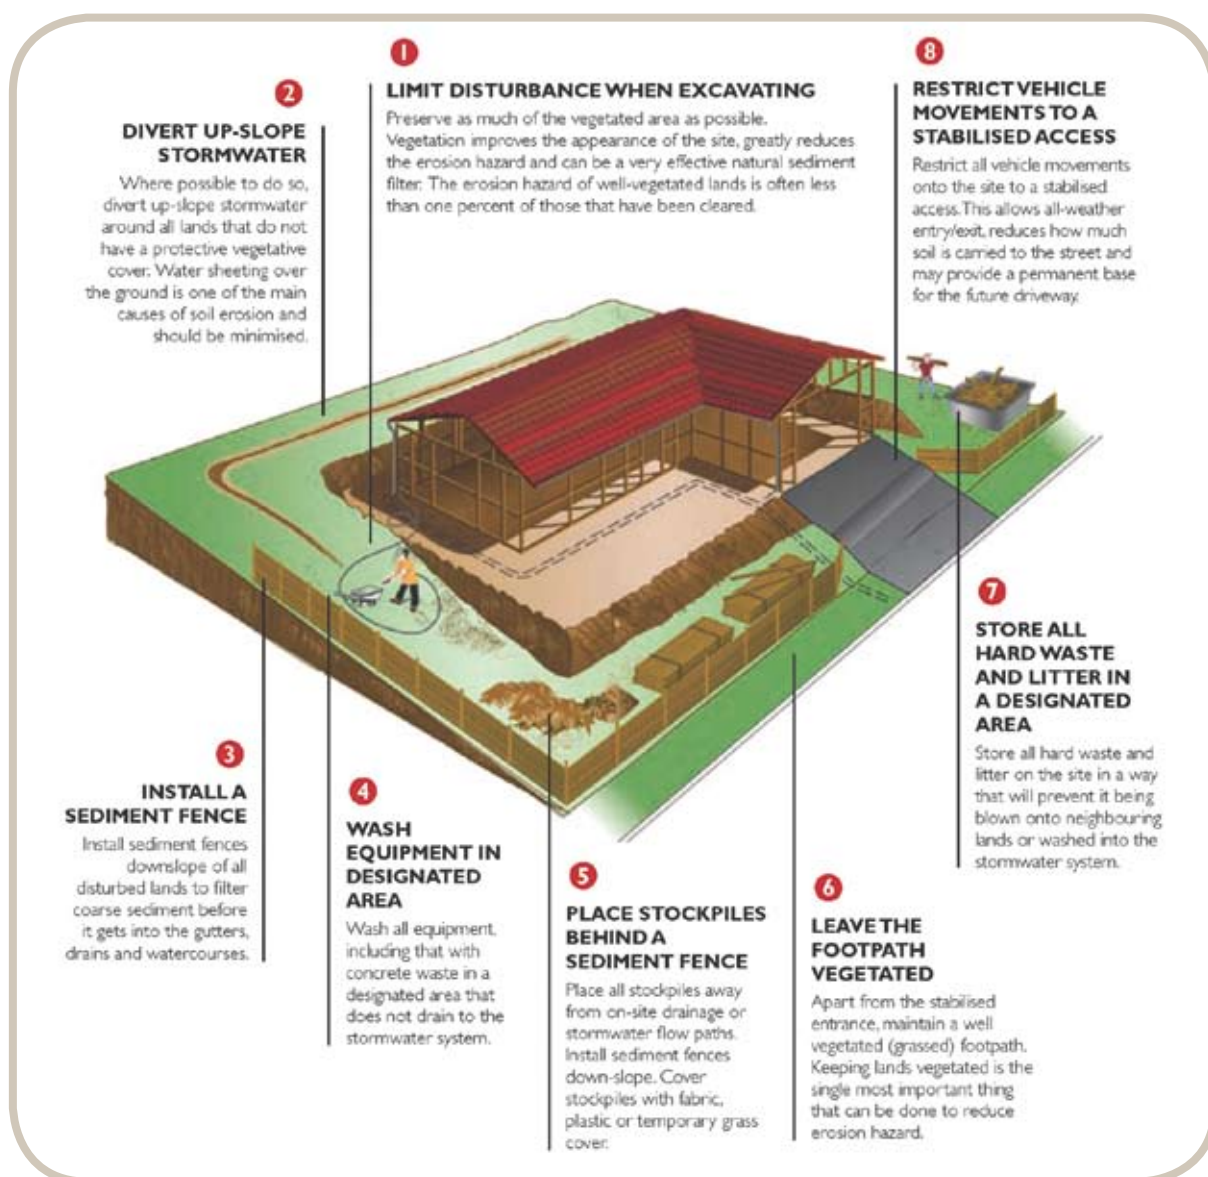 1
LIMIT DISTURBANCE WHEN EXCAVATING
Preserve as much of the vegetated area as possible.
Vegetation improves the appearance of the site, greatly reduces
the erosion hazard and can be a very effective natural sediment
filter. The erosion hazard of well-vegetated lands is often less
than one percent of those that have been cleared.
2
DIVERT UP-SLOPE
STORMWATER
Where possible to do so,
divert up-slope stormwater
around all lands that do not
have a protective vegetative
cover. Water sheeting over
the ground is one of the main
causes of soil erosion and
should be minimised.
3
INSTALL A
SEDIMENT FENCE
Install sediment fences
downslope of all
disturbed lands to filter
coarse sediment before
it gets into the gutters,
drains and watercourses.
4
WASH
EQUIPMENT IN
DESIGNATED
AREA
Wash all equipment,
including that with
concrete waste in a
designated area that
does not drain to the
stormwater system.
5
PLACE STOCKPILES
BEHIND A
SEDIMENT FENCE
Place all stockpiles away
from on-site drainage or
stormwater flow paths.
Install sediment fences
down-slope. Cover
stockpiles with fabric,
plastic or temporary grass
cover.
6
LEAVE THE
FOOTPATH
VEGETATED
Apart from the stabilised
entrance, maintain a well
vegetated (grassed) footpath.
Keeping lands vegetated is the
single most important thing
that can be done to reduce
erosion hazard.
7
STORE ALL
HARD WASTE
AND LITTER IN
A DESIGNATED
AREA
Store all hard waste and
litter on the site in a way
that will prevent it being
blown onto neighbouring
lands or washed into the
stormwater system.
8
RESTRICT VEHICLE
MOVEMENTS TO A
STABILISED ACCESS
Restrict all vehicle movements
onto the site to a stabilised
access. This allows all-weather
entry/exit, reduces how much
soil is carried to the street and
may provide a permanent base
for the future driveway.